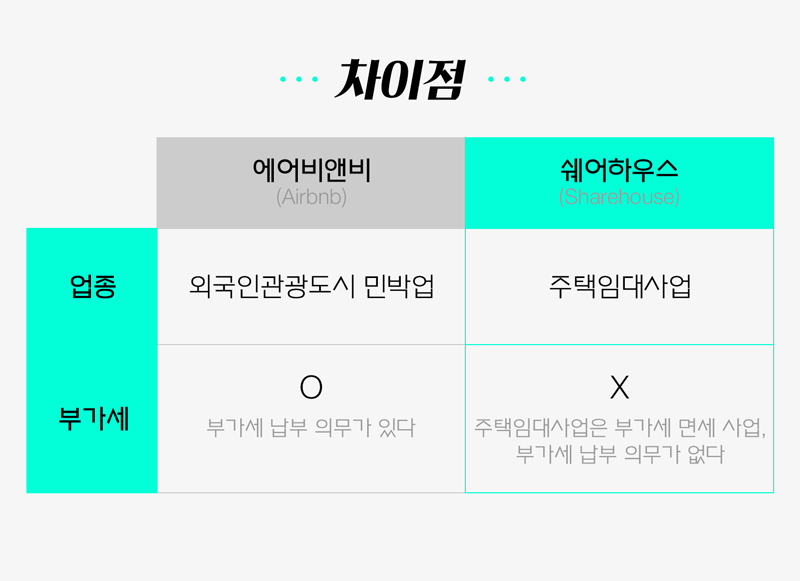 차이점
에어비앤비
(Airbnb)
쉐어하우스
(Sharehouse)
업종
외국인관광도시 민박업
주택임대사업
부가세
O
부가세 납부 의무가 있다
X
주택임대사업은 부가세 면세 사업,
부가세 납부 의무가 없다